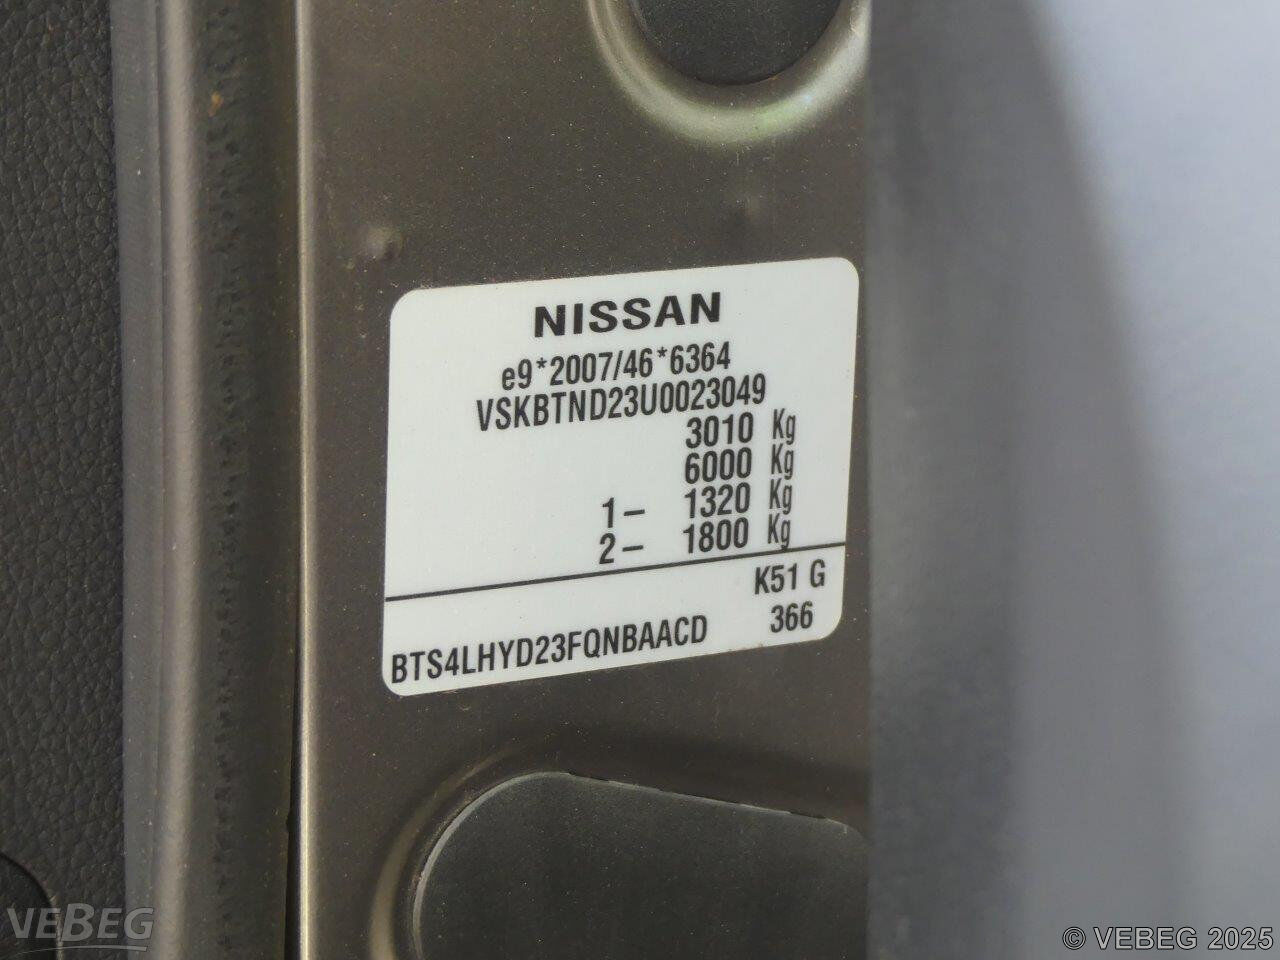 NISSAN
e9*2007/46*6364
VSKBTND23U0023049
3010 Kg
6000 Kg
1– 1320 Kg
2– 1800 Kg
K51 G
BTS4LHYD23FQNBAACD 366
VEBEG
© VEBEG 2025